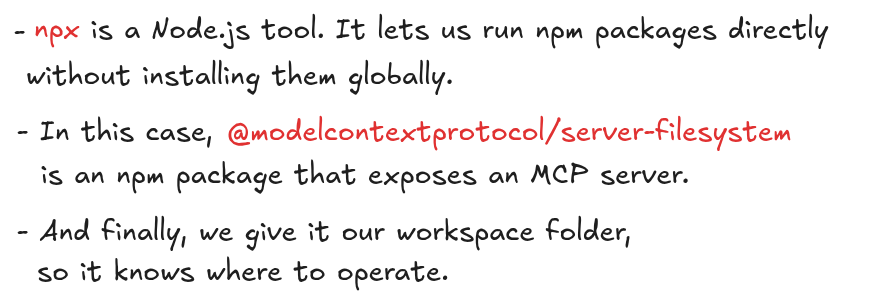 - npx is a Node.js tool. It lets us run npm packages directly
without installing them globally.
- In this case, @modelcontextprotocol/server-filesystem
is an npm package that exposes an MCP server.
- And finally, we give it our workspace folder,
so it knows where to operate.